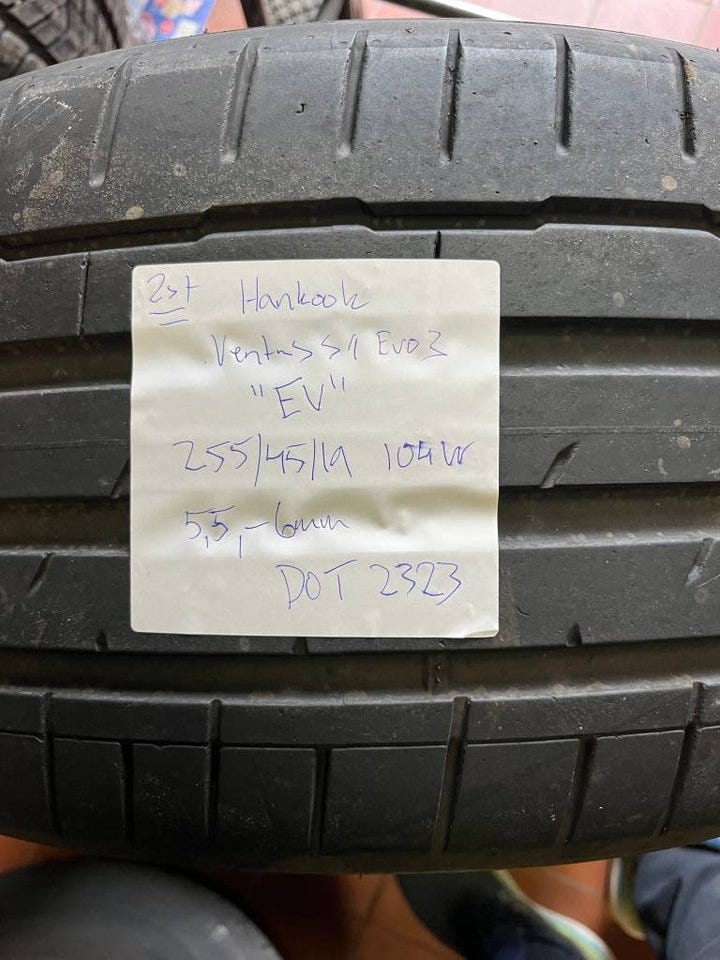 2st Hankook
Ventus S1 Evo3
"EV"
255/45/19 104W
5,5,-6mm
DOT 2323